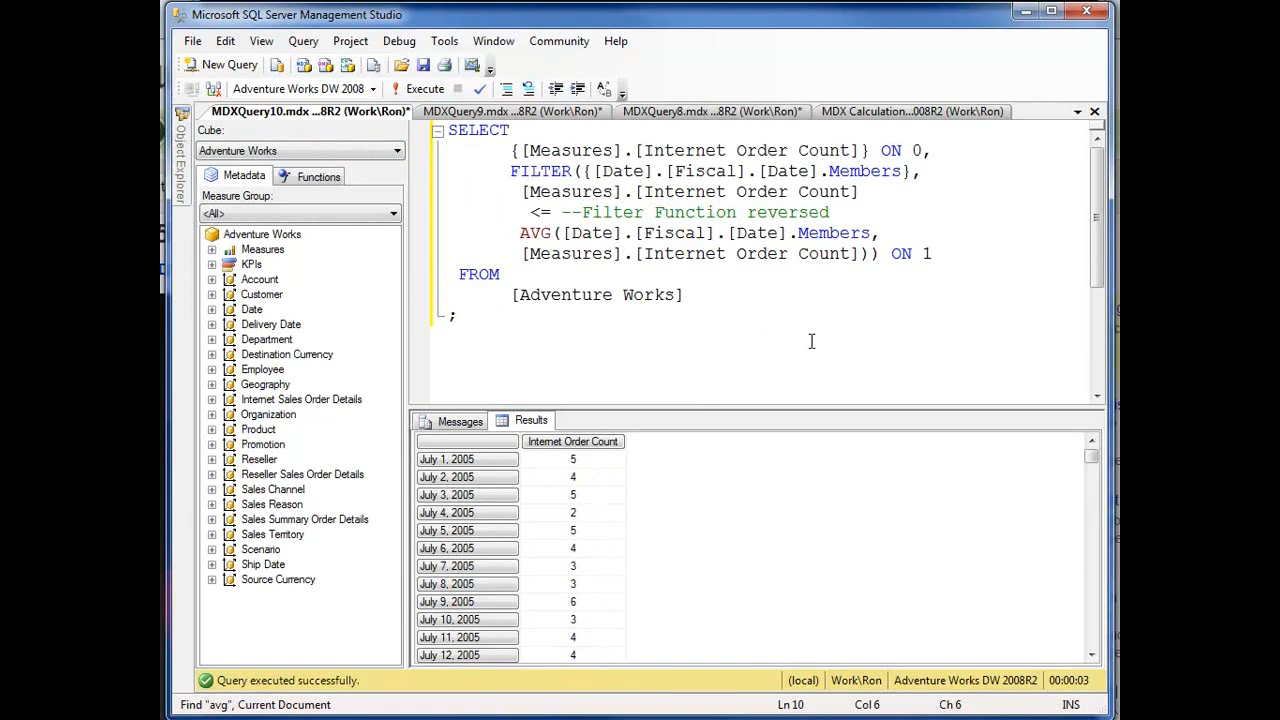 Microsoft SQL Server Management Studio
File Edit View Query Project Debug Tools Window Community Help
New Query
Adventure Works DW 2008 Execute
MDXQuery10.mdx ...8R2 (Work\Ron)* MDXQuery9.mdx ...8R2 (Work\Ron)* MDXQuery8.mdx ...8R2 (Work\Ron)* MDX Calculation...008R2 (Work\Ron)
Object Explorer
Cube:
Adventure Works
Metadata Functions
Measure Group:
<All>
Adventure Works
Measures
KPIs
Account
Customer
Date
Delivery Date
Department
Destination Currency
Employee
Geography
Internet Sales Order Details
Organization
Product
Promotion
Reseller
Reseller Sales Order Details
Sales Channel
Sales Reason
Sales Summary Order Details
Sales Territory
Scenario
Ship Date
Source Currency
SELECT
{[Measures].[Internet Order Count]} ON 0,
FILTER({[Date].[Fiscal].[Date].Members},
[Measures].[Internet Order Count]
<= --Filter Function reversed
AVG([Date].[Fiscal].[Date].Members,
[Measures].[Internet Order Count])) ON 1
FROM
[Adventure Works]
;
Messages Results
Internet Order Count
July 1, 2005 5
July 2, 2005 4
July 3, 2005 5
July 4, 2005 2
July 5, 2005 5
July 6, 2005 4
July 7, 2005 3
July 8, 2005 3
July 9, 2005 6
July 10, 2005 3
July 11, 2005 4
July 12, 2005 4
Query executed successfully. (local) Work\Ron Adventure Works DW 2008R2 00:00:03
Find "avg", Current Document Ln 10 Col 6 Ch 6 INS